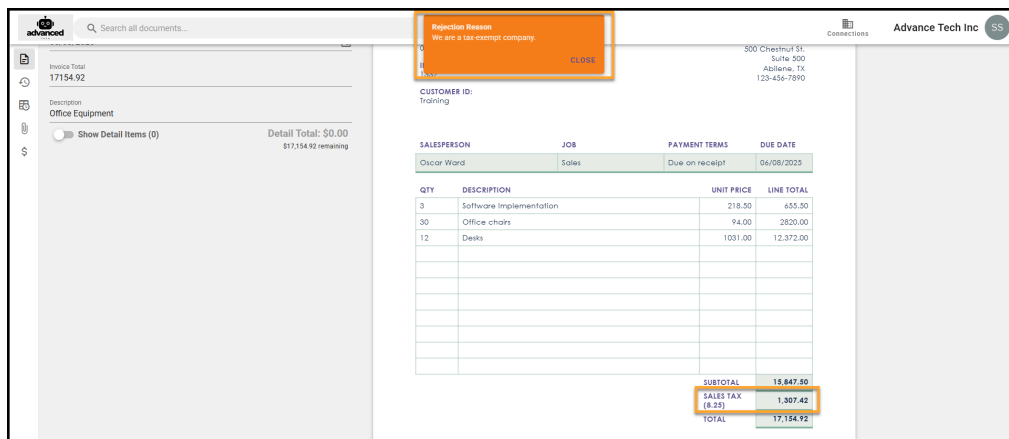 advanced
Search all documents...
Rejection Reason
We are a tax-exempt company.
CLOSE
Connections
Advance Tech Inc
SS
Invoice Total
17154.92
Description
Office Equipment
Show Detail Items (0)
Detail Total: $0.00
$17,154.92 remaining
500 Chestnut St.
Suite 500
Abilene, TX
123-456-7890
CUSTOMER ID:
Training
SALESPERSON JOB PAYMENT TERMS DUE DATE
Oscar Ward Sales Due on receipt 06/08/2025
QTY DESCRIPTION UNIT PRICE LINE TOTAL
3 Software Implementation 218.50 655.50
30 Office chairs 94.00 2820.00
12 Desks 1031.00 12,372.00
SUBTOTAL 15,847.50
SALES TAX
(8.25) 1,307.42
TOTAL 17,154.92